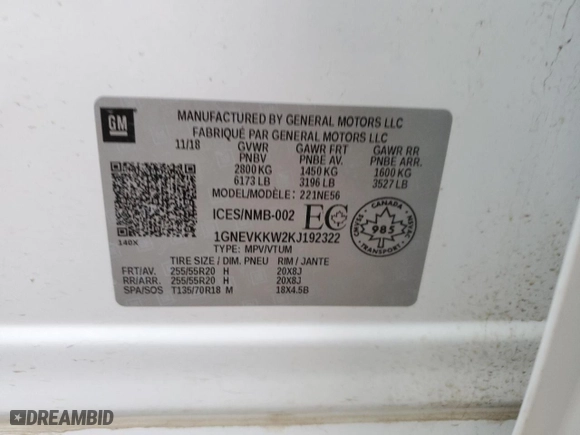 GM
MANUFACTURED BY GENERAL MOTORS LLC
FABRIQUÉ PAR GENERAL MOTORS LLC
11/18 GVWR GAWR FRT GAWR RR
PNBV PNBE AV. PNBE ARR.
2800 KG 1450 KG 1600 KG
6173 LB 3196 LB 3527 LB
MODEL/MODÈLE: 221NE56
ICES/NMB-002 EC
CANADA
985
1GNEVKKW2KJ192322
140X
TYPE: MPV/VTUM
TIRE SIZE / DIM. PNEU RIM / JANTE
FRT/AV. 255/55R20 H 20X8J
RR/ARR. 255/55R20 H 20X8J
SPA/SOS T135/70R18 M 18X4.5B
DREAMBID